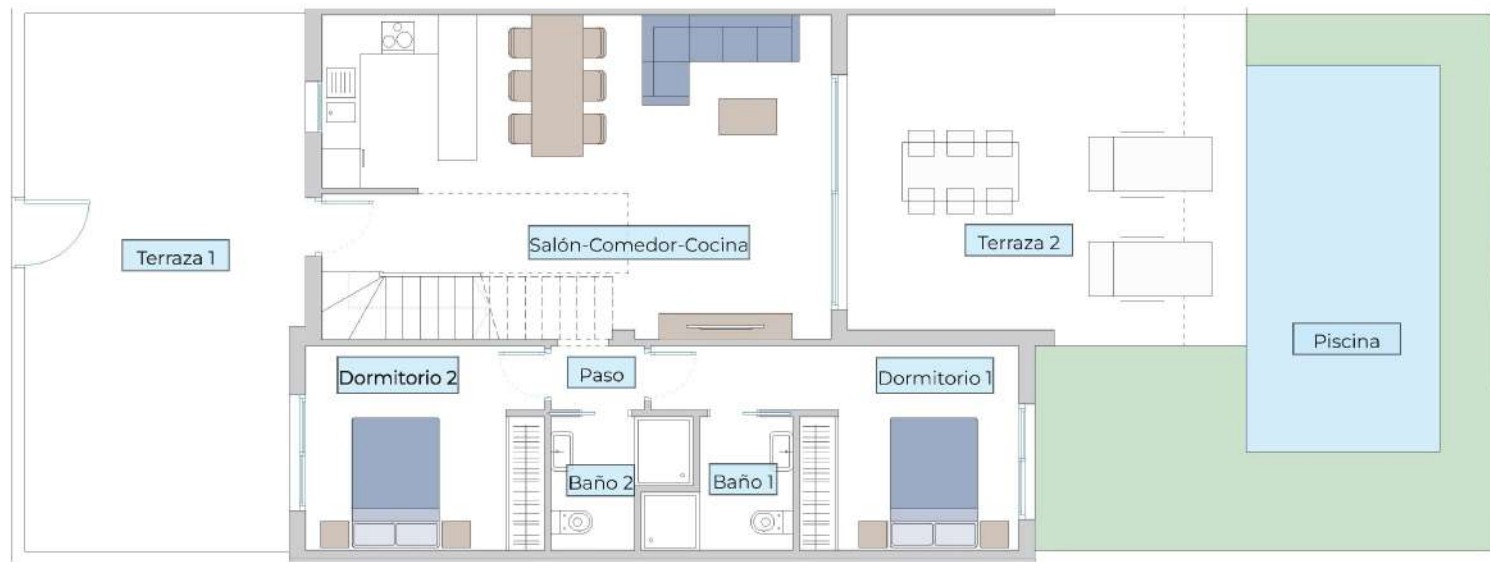 Terraza 1
Salón-Comedor-Cocina
Terraza 2
Piscina
Dormitorio 2
Paso
Dormitorio 1
Baño 2
Baño 1